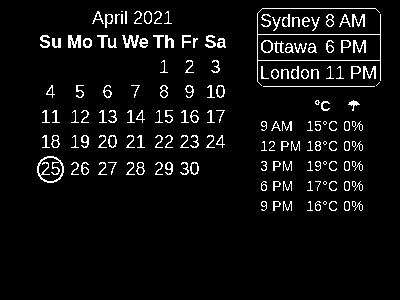 April 2021
Su Mo Tu We Th Fr Sa
1 2 3
4 5 6 7 8 9 10
11 12 13 14 15 16 17
18 19 20 21 22 23 24
25 26 27 28 29 30
Sydney 8 AM
Ottawa 6 PM
London 11 PM
°C
9 AM 15°C 0%
12 PM 18°C 0%
3 PM 19°C 0%
6 PM 17°C 0%
9 PM 16°C 0%